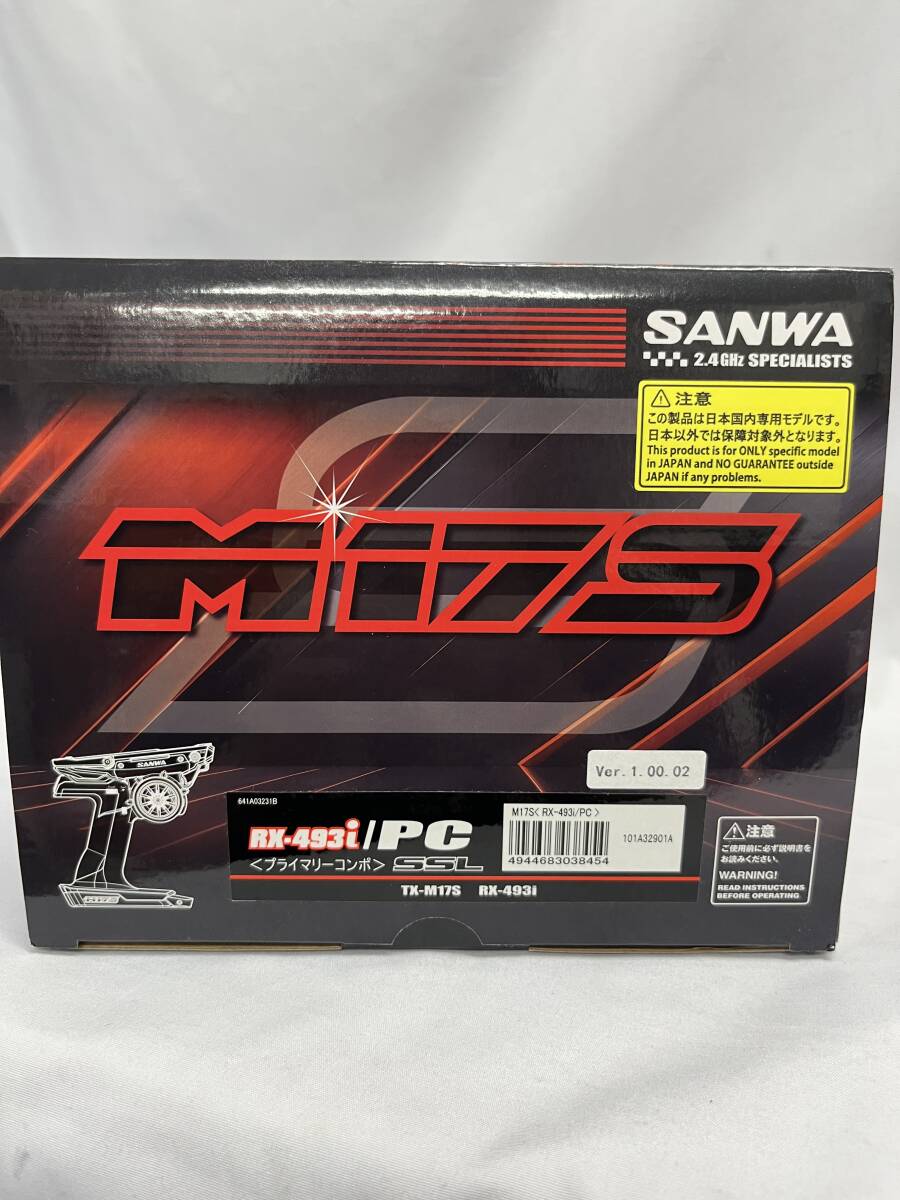 SANWA
2.4GHz SPECIALISTS
注意
この製品は日本国内専用モデルです。
日本以外では保障対象外となります。
This product is for ONLY specific model
in JAPAN and NO GUARANTEE outside
JAPAN if any problems.
M17S
SANWA
M17S
Ver.1.00.02
641A03231B
RX-493i/PC
<プライマリーコンポ> SSL
M17S< RX-493i/PC >
4944683038454
101A32901A
TX-M17S RX-493i
注意
ご使用前に必ず説明書を
お読みください。
WARNING!
READ INSTRUCTIONS
BEFORE OPERATING.